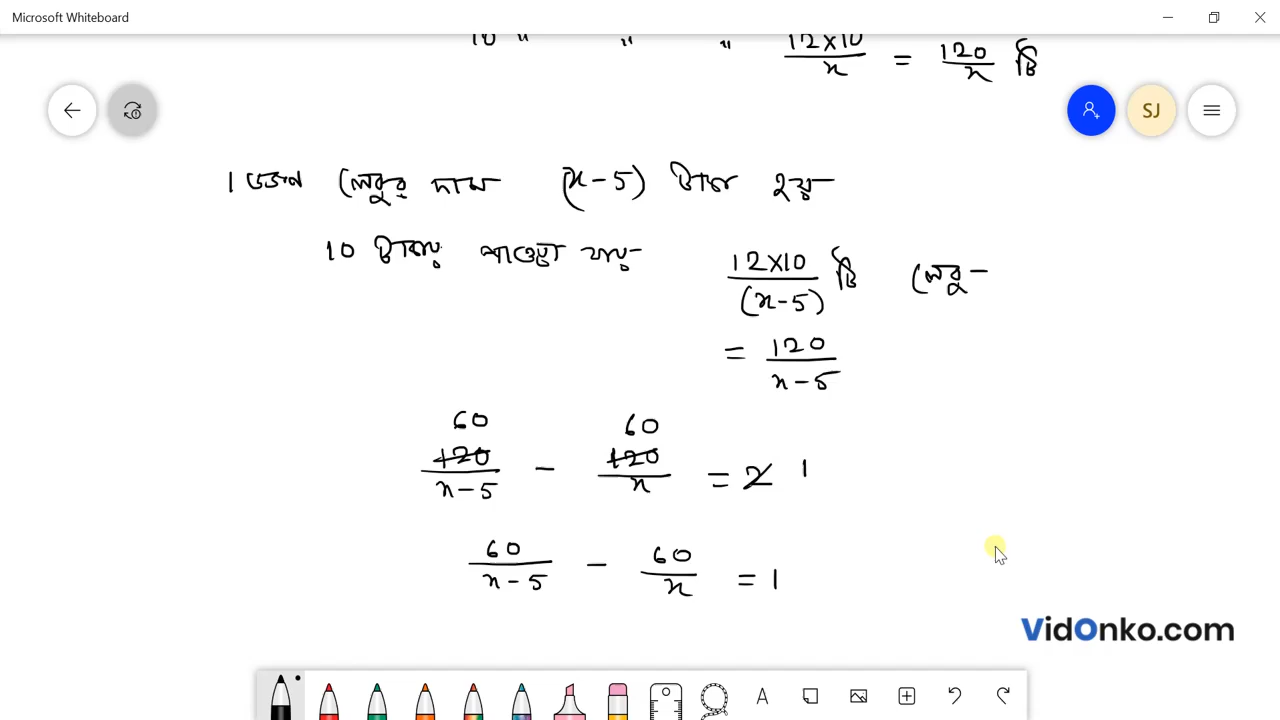 Microsoft Whiteboard
10 " " " 12×10/x = 120/x টি
SJ
1 ডজন লেবুর দাম (x-5) টাকা হয়
10 টাকায় পাওয়া যায় 12×10/(x-5) টি লেবু
= 120/x-5
60 60
120/x-5 - 120/x = 2 1
60/x-5 - 60/x = 1
VidOnko.com
A